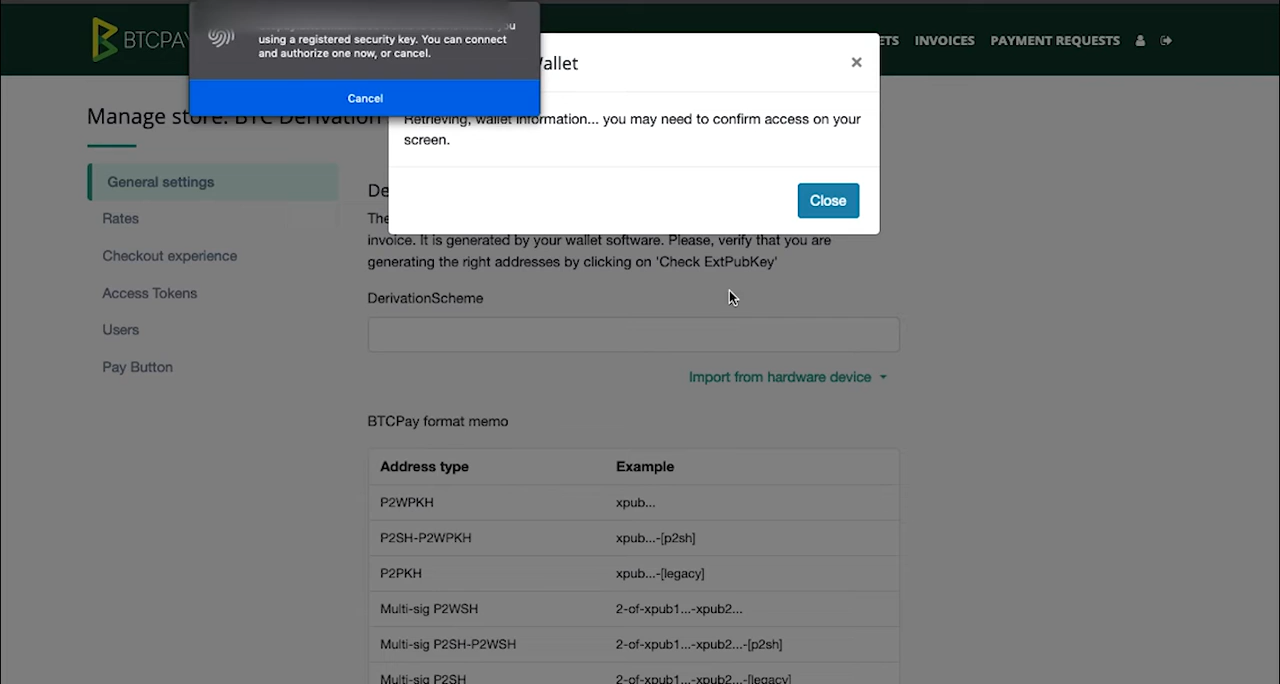 using a registered security key. You can connect
and authorize one now, or cancel.
Cancel
BTCPAY
INVOICES
PAYMENT REQUESTS
Wallet
×
Manage store: BTC Derivation
Retrieving, wallet information... you may need to confirm access on your
screen.
Close
General settings
Rates
Checkout experience
Access Tokens
Users
Pay Button
invoice. It is generated by your wallet software. Please, verify that you are
generating the right addresses by clicking on 'Check ExtPubKey'
DerivationScheme
Import from hardware device
BTCPay format memo
Address type Example
P2WPKH xpub...
P2SH-P2WPKH xpub...-[p2sh]
P2PKH xpub...-[legacy]
Multi-sig P2WSH 2-of-xpub1...-xpub2...
Multi-sig P2SH-P2WSH 2-of-xpub1...-xpub2...-[p2sh]
Multi-sig P2SH 2-of-xpub1...-xpub2...-[legacy]